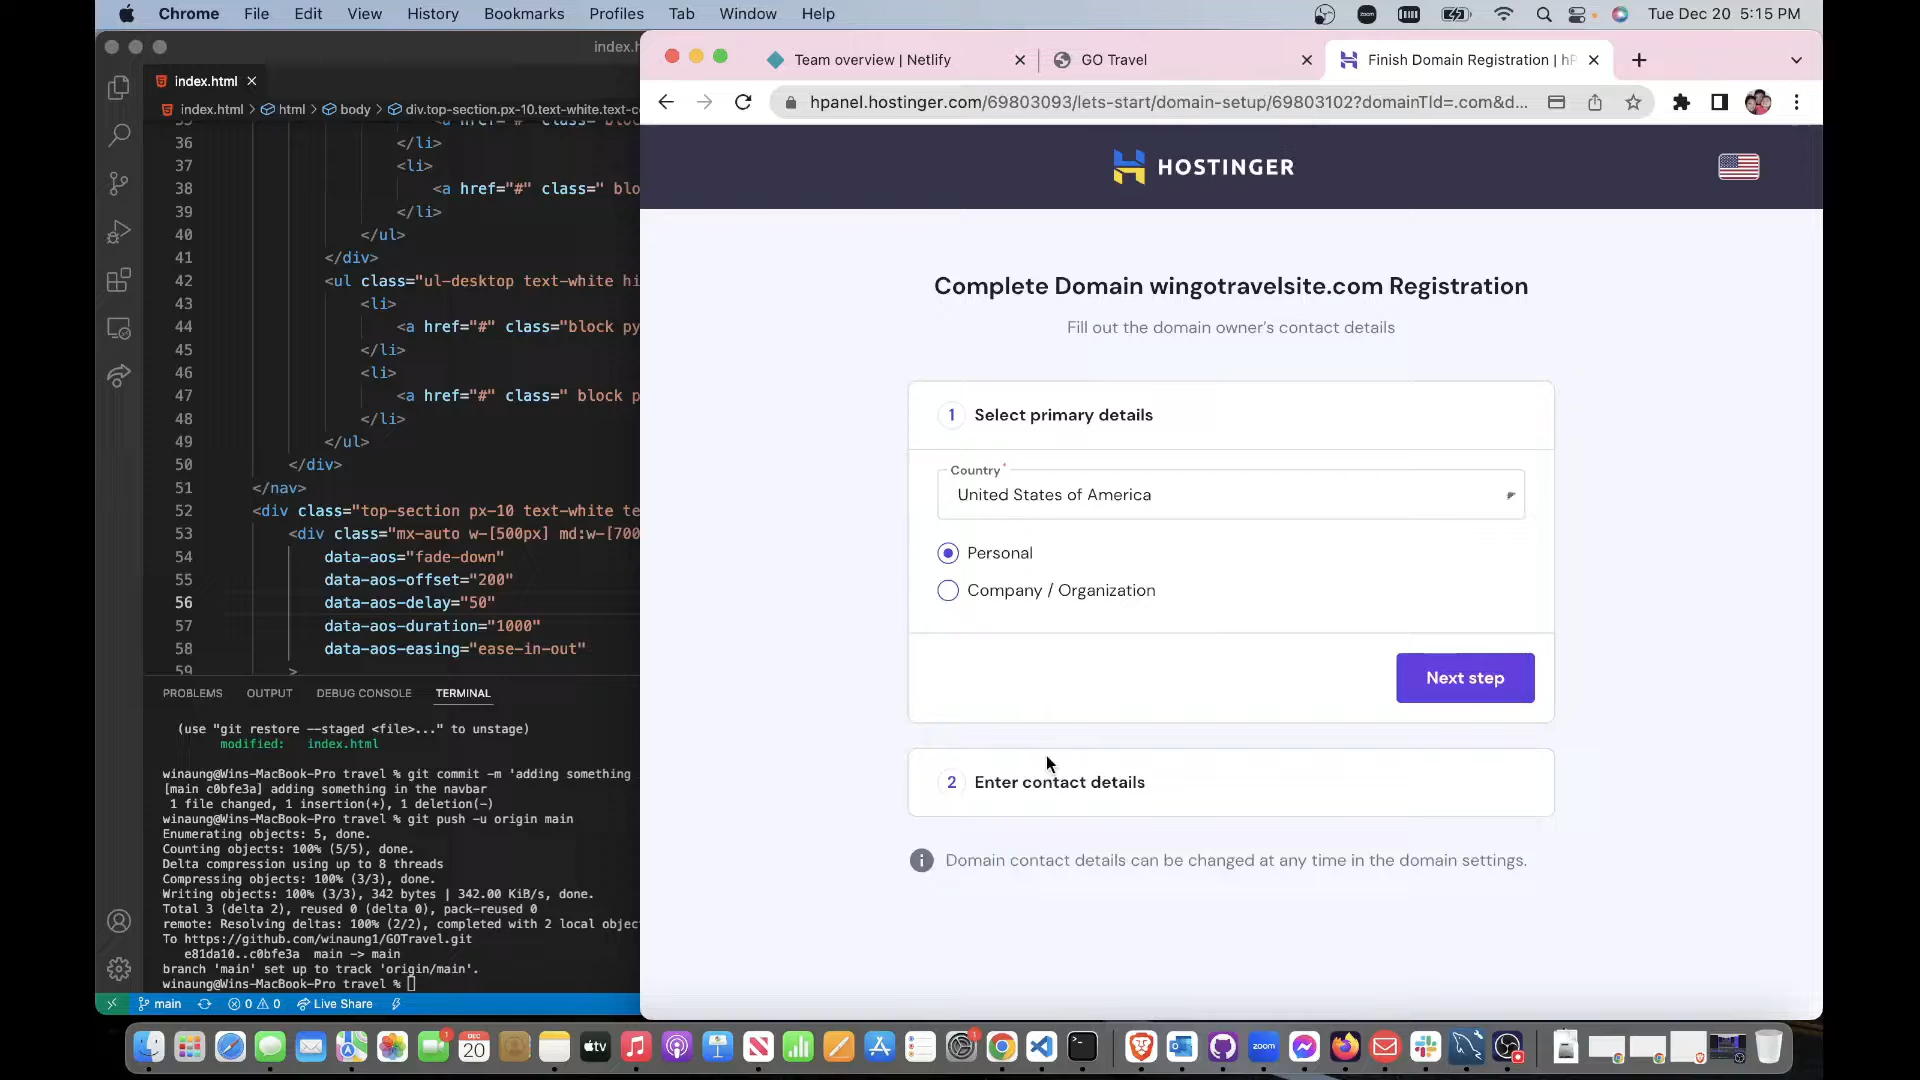 Chrome File Edit View History Bookmarks Profiles Tab Window Help
zoom
Tue Dec 20 5:15 PM
index.h
index.html
index.html > html > body > div.top-section.px-10.text-white.text-c
36 </li>
37 <li>
38 <a href="#" class=" blo
39 </li>
40 </ul>
41 </div>
42 <ul class="ul-desktop text-white hi
43 <li>
44 <a href="#" class="block py
45 </li>
46 <li>
47 <a href="#" class=" block p
48 </li>
49 </ul>
50 </div>
51 </nav>
52 <div class="top-section px-10 text-white te
53 <div class="mx-auto w-[500px] md:w-[700
54 data-aos="fade-down"
55 data-aos-offset="200"
56 data-aos-delay="50"
57 data-aos-duration="1000"
58 data-aos-easing="ease-in-out"
59 >
PROBLEMS OUTPUT DEBUG CONSOLE TERMINAL
(use "git restore --staged <file>..." to unstage)
modified: index.html
winaung@Wins-MacBook-Pro travel % git commit -m 'adding something
[main c0bfe3a] adding something in the navbar
1 file changed, 1 insertion(+), 1 deletion(-)
winaung@Wins-MacBook-Pro travel % git push -u origin main
Enumerating objects: 5, done.
Counting objects: 100% (5/5), done.
Delta compression using up to 8 threads
Compressing objects: 100% (3/3), done.
Writing objects: 100% (3/3), 342 bytes | 342.00 KiB/s, done.
Total 3 (delta 2), reused 0 (delta 0), pack-reused 0
remote: Resolving deltas: 100% (2/2), completed with 2 local objec
To https://github.com/winaung1/GOTravel.git
e81da10..c0bfe3a main -> main
branch 'main' set up to track 'origin/main'.
winaung@Wins-MacBook-Pro travel %
main 0 0 Live Share
Team overview | Netlify
GO Travel
Finish Domain Registration | hP
hpanel.hostinger.com/69803093/lets-start/domain-setup/69803102?domainTld=.com&d...
HOSTINGER
Complete Domain wingotravelsite.com Registration
Fill out the domain owner's contact details
1 Select primary details
Country *
United States of America
Personal
Company / Organization
Next step
2 Enter contact details
Domain contact details can be changed at any time in the domain settings.
1
DEC
20
tv
1
zoom